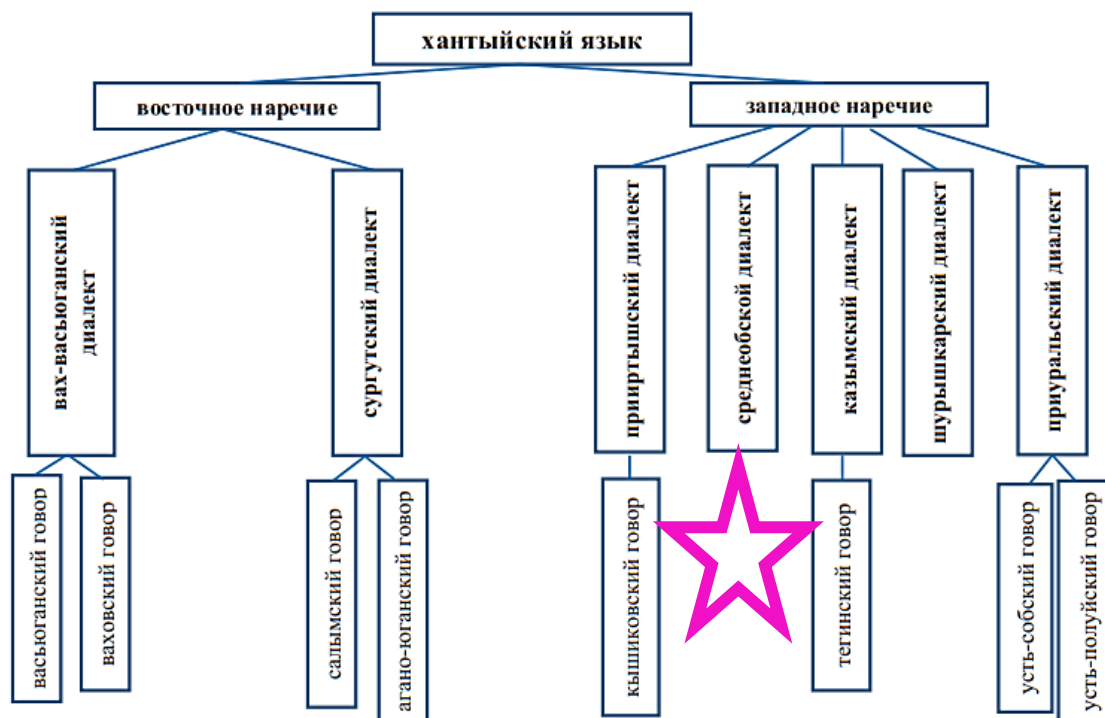 хантыйский язык
восточное наречие
западное наречие
вах-васьюганский
диалект
сургутский диалект
прииртышский диалект
среднеобской диалект
казымский диалект
шурышкарский диалект
приуральский диалект
васьюганский говор
ваховский говор
салымский говор
агано-юганский говор
кышиковский говор
тегинский говор
усть-собский говор
усть-полуйский говор